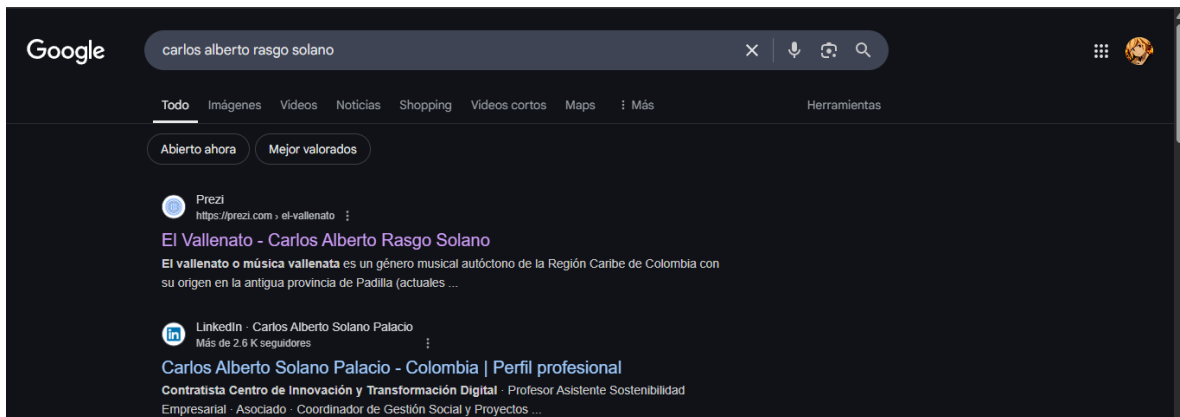 Google
carlos alberto rasgo solano
Todo Imágenes Videos Noticias Shopping Videos cortos Maps Más Herramientas
Abierto ahora Mejor valorados
Prezi
https://prezi.com › el-vallenato
El Vallenato - Carlos Alberto Rasgo Solano
El vallenato o música vallenata es un género musical autóctono de la Región Caribe de Colombia con
su origen en la antigua provincia de Padilla (actuales ...
LinkedIn · Carlos Alberto Solano Palacio
Más de 2.6 K seguidores
Carlos Alberto Solano Palacio - Colombia | Perfil profesional
Contratista Centro de Innovación y Transformación Digital · Profesor Asistente Sostenibilidad
Empresarial · Asociado · Coordinador de Gestión Social y Proyectos ...